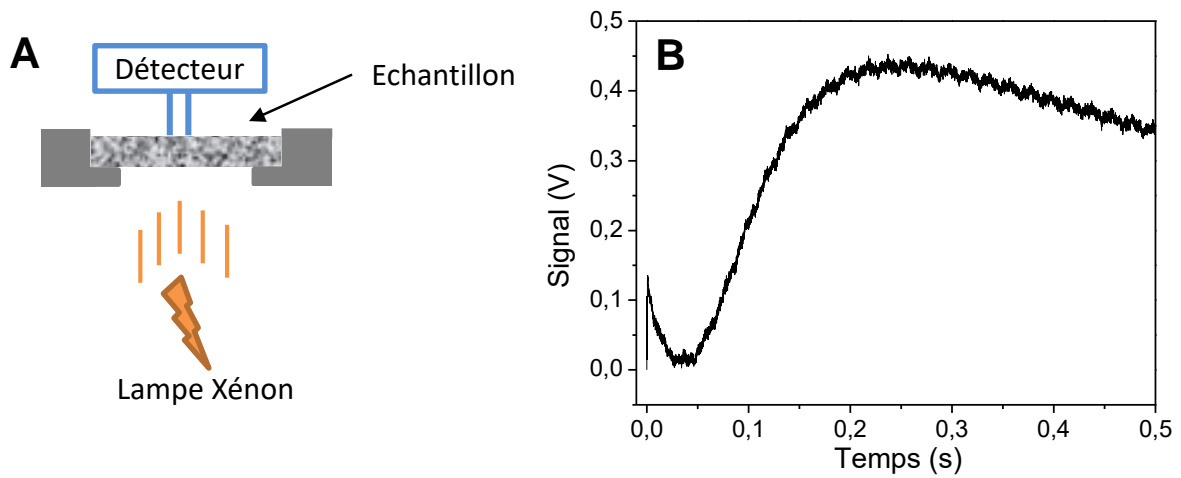 A
Détecteur
Echantillon
Lampe Xénon
B
0,5
0,4
0,3
0,2
0,1
0,0
Signal (V)
0,0 0,1 0,2 0,3 0,4 0,5
Temps (s)